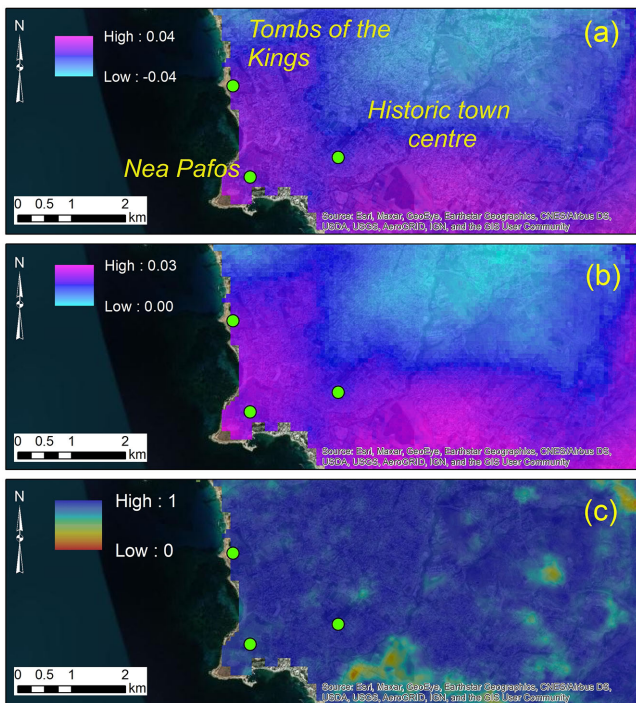 N
High : 0.04
Low : -0.04
Tombs of the
Kings
(a)
Historic town
centre
Nea Pafos
0 0.5 1 2
km
Source: Esri, Maxar, GeoEye, Earthstar Geographics, CNES/Airbus DS,
USDA, USGS, AeroGRID, IGN, and the GIS User Community
N
High : 0.03
Low : 0.00
(b)
0 0.5 1 2
km
Source: Esri, Maxar, GeoEye, Earthstar Geographics, CNES/Airbus DS,
USDA, USGS, AeroGRID, IGN, and the GIS User Community
N
High : 1
Low : 0
(c)
0 0.5 1 2
km
Source: Esri, Maxar, GeoEye, Earthstar Geographics, CNES/Airbus DS,
USDA, USGS, AeroGRID, IGN, and the GIS User Community